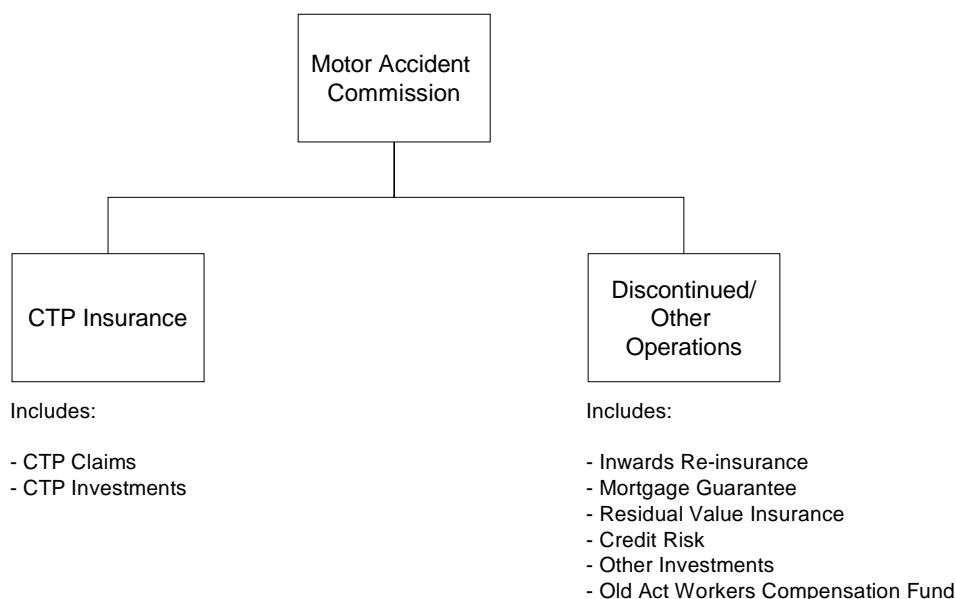 Motor Accident
Commission
CTP Insurance
Discontinued/
Other
Operations
Includes:
- CTP Claims
- CTP Investments
Includes:
- Inwards Re-insurance
- Mortgage Guarantee
- Residual Value Insurance
- Credit Risk
- Other Investments
- Old Act Workers Compensation Fund